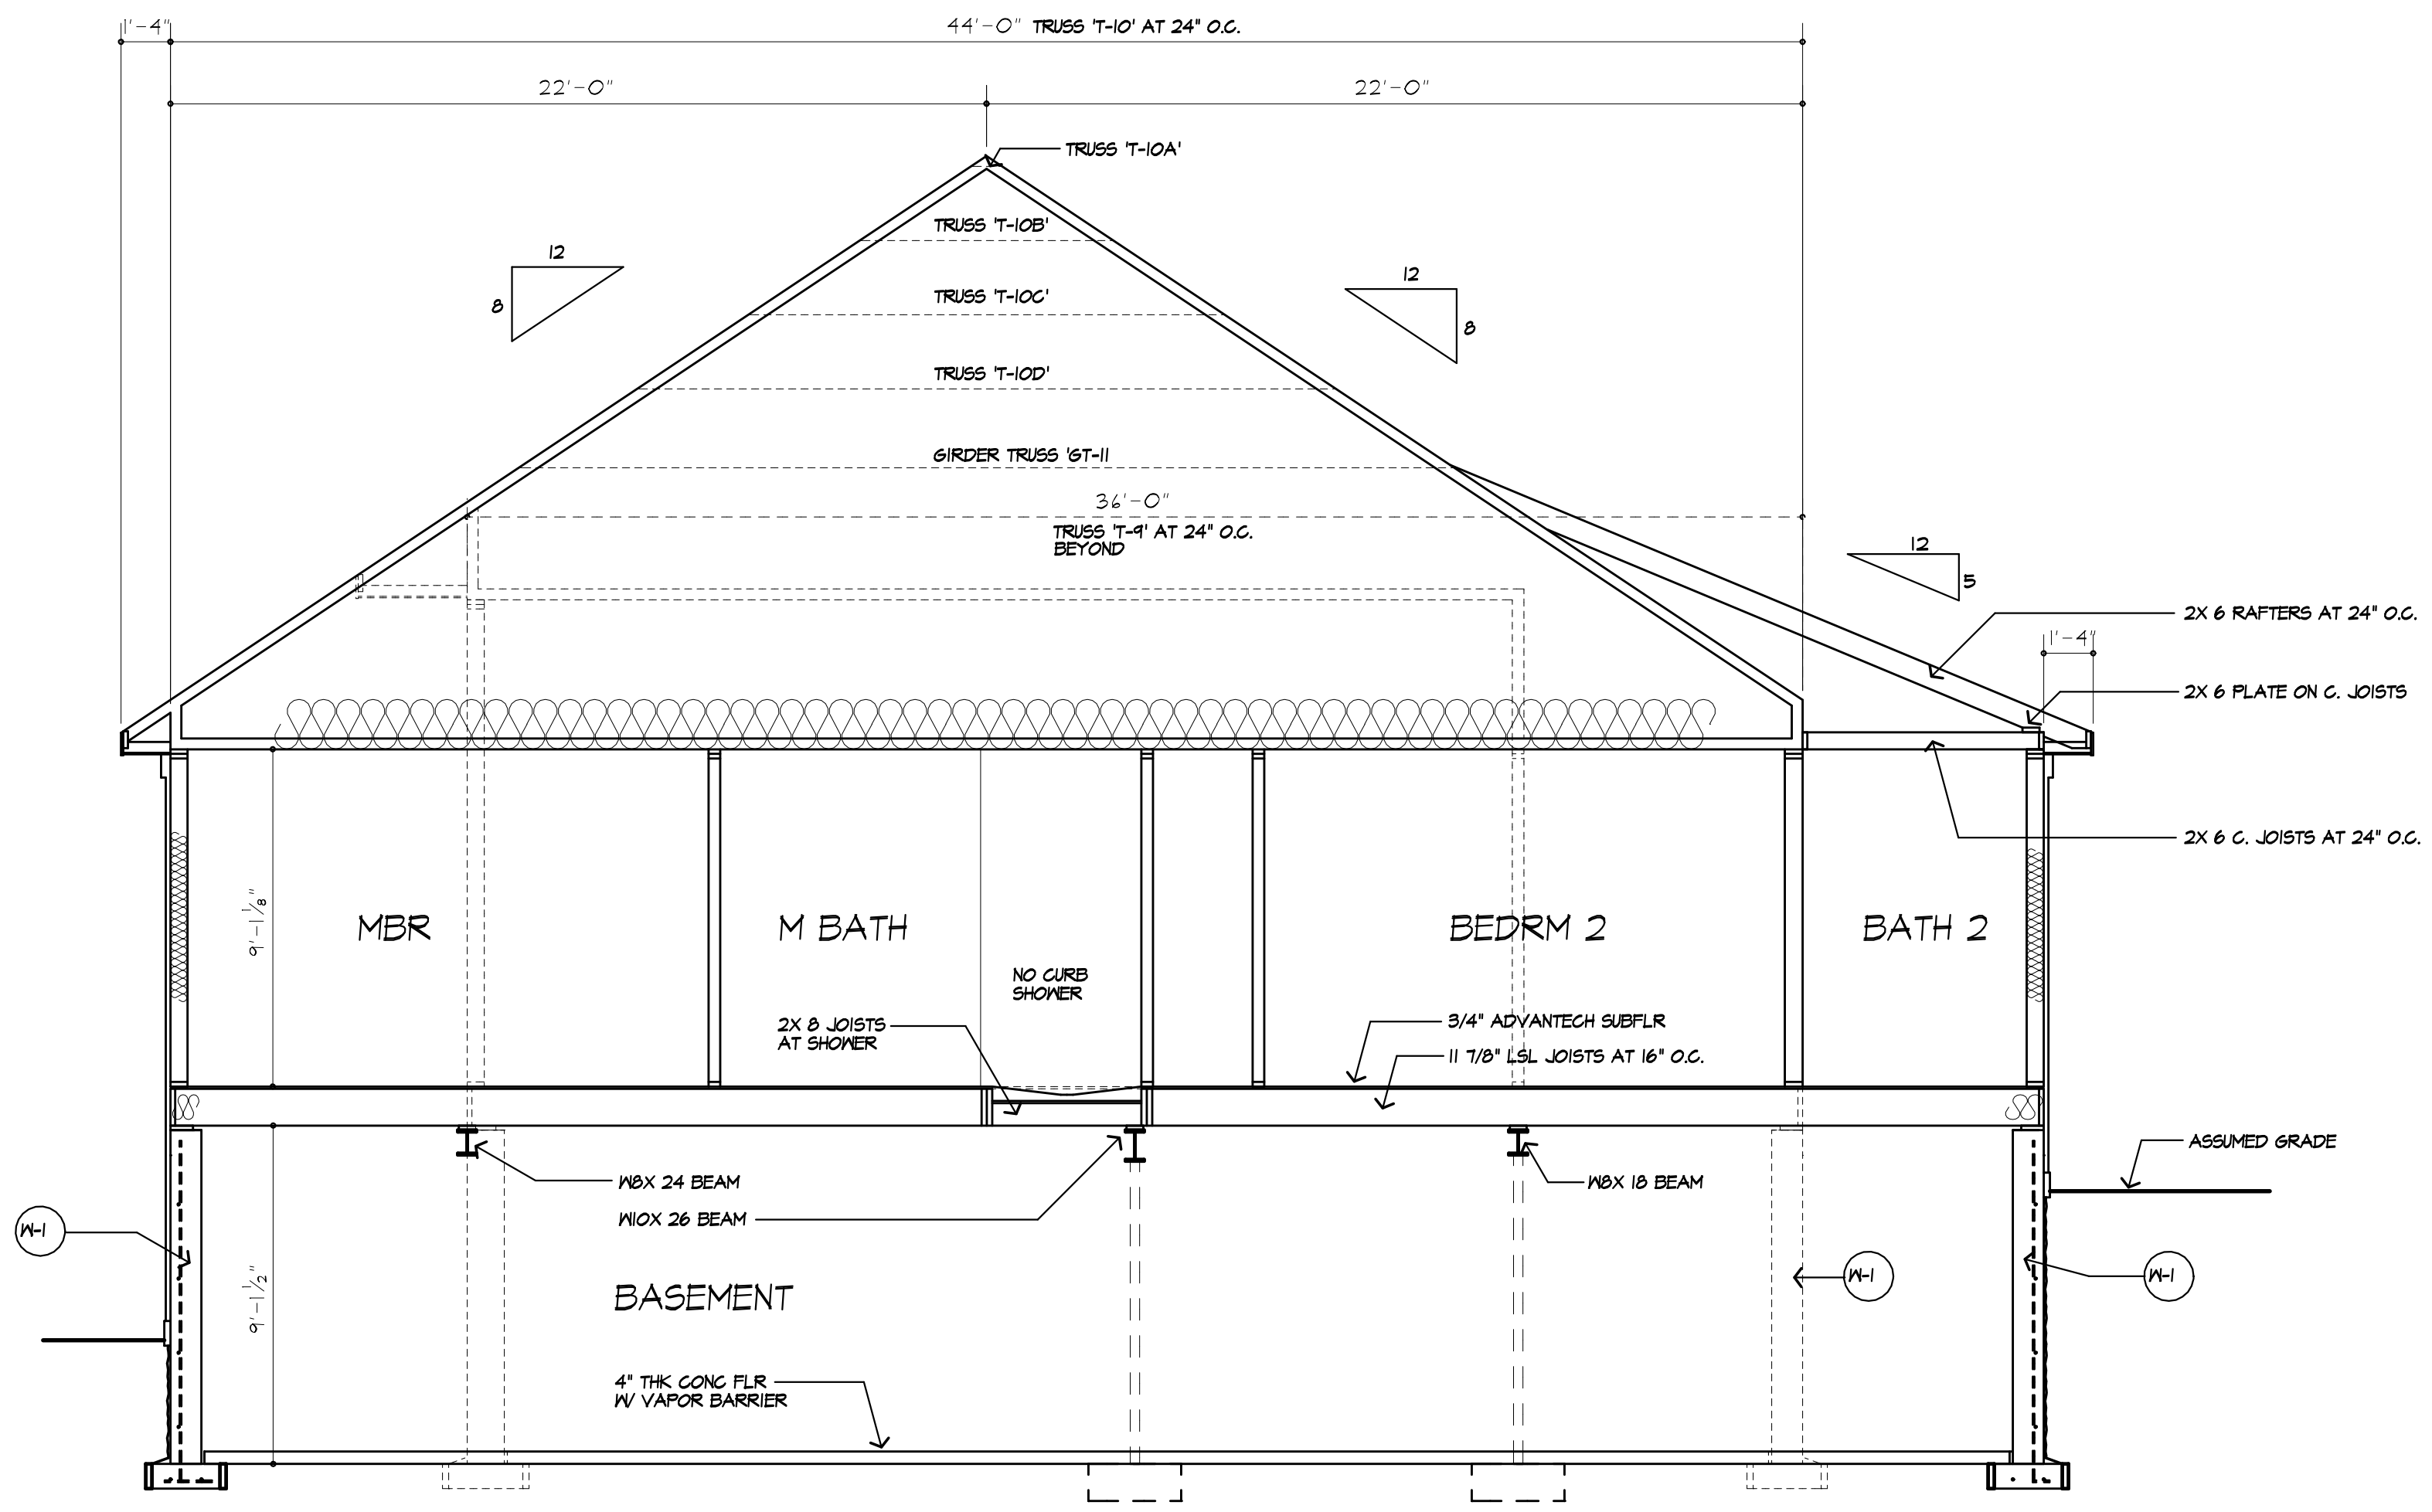 1'-4"
44'-0" TRUSS 'T-10' AT 24" O.C.
22'-0"
22'-0"
TRUSS 'T-10A'
TRUSS 'T-10B'
12
8
12
8
TRUSS 'T-10C'
TRUSS 'T-10D'
GIRDER TRUSS 'GT-11
36'-0"
TRUSS 'T-9' AT 24" O.C.
BEYOND
12
5
2X 6 RAFTERS AT 24" O.C.
1'-4"
2X 6 PLATE ON C. JOISTS
2X 6 C. JOISTS AT 24" O.C.
9'-1 1/8"
MBR
M BATH
BEDRM 2
BATH 2
NO CURB
SHOWER
2X 8 JOISTS
AT SHOWER
3/4" ADVANTECH SUBFLR
11 7/8" LSL JOISTS AT 16" O.C.
ASSUMED GRADE
W8X 24 BEAM
W8X 18 BEAM
W10X 26 BEAM
W-1
W-1
W-1
9'-1 1/2"
BASEMENT
4" THK CONC FLR
W/ VAPOR BARRIER